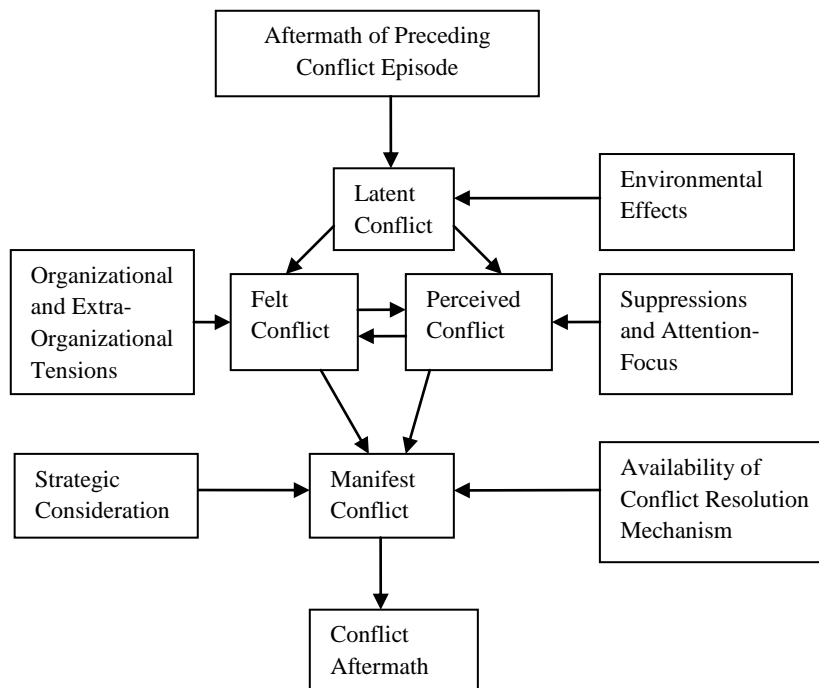 Aftermath of Preceding
Conflict Episode
Latent
Conflict
Environmental
Effects
Organizational
and Extra-
Organizational
Tensions
Felt
Conflict
Perceived
Conflict
Suppressions
and Attention-
Focus
Strategic
Consideration
Manifest
Conflict
Availability of
Conflict Resolution
Mechanism
Conflict
Aftermath